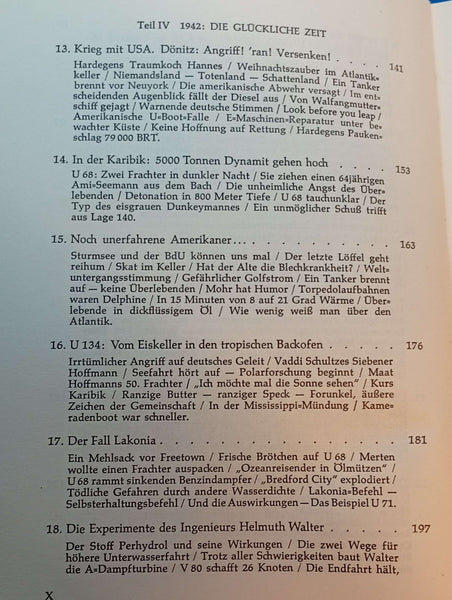 Teil IV 1942: DIE GLÜCKLICHE ZEIT
13. Krieg mit USA. Dönitz: Angriff! 'ran! Versenken! . . . . 141
Hardegens Traumkoch Hannes / Weihnachtszauber im Atlantik=
keller / Niemandsland — Totenland — Schattenland / Ein Tanker
brennt vor Neuyork / Die amerikanische Abwehr versagt / Im ent=
scheidenden Augenblick fällt der Diesel aus / Von Walfangmutter=
schiff gejagt / Warnende deutsche Stimmen / Look before you leap /
Amerikanische U=Boot=Falle / E=Maschinen=Reparatur unter be=
wachter Küste / Keine Hoffnung auf Rettung / Hardegens Pauken=
schlag 79 000 BRT.
14. In der Karibik: 5000 Tonnen Dynamit gehen hoch . . . . 153
U 68: Zwei Frachter in dunkler Nacht / Sie ziehen einen 64jährigen
Ami=Seemann aus dem Bach / Die unheimliche Angst des Über=
lebenden / Detonation in 800 Meter Tiefe / U 68 tauchunklar / Der
Typ des eisgrauen Dunkeymannes / Ein unmöglicher Schuß trifft
aus Lage 140.
15. Noch unerfahrene Amerikaner... . . . . . . . . . 163
Sturmsee und der BdU können uns mal / Der letzte Löffel geht
reihum / Skat im Keller / Hat der Alte die Blechkrankheit? / Welt=
untergangsstimmung / Gefährlicher Golfstrom / Ein Tanker brennt
auf — keine Überlebenden / Mohr hat Humor / Torpedolaufbahnen
waren Delphine / In 15 Minuten von 8 auf 21 Grad Wärme / Über=
lebende in dickflüssigem Öl / Wie wenig weiß man über den
Atlantik.
16. U 134: Vom Eiskeller in den tropischen Backofen . . . . 176
Irrtümlicher Angriff auf deutsches Geleit / Vaddi Schultzes Siebener
Hoffmann / Seefahrt hört auf — Polarforschung beginnt / Maat
Hoffmanns 50. Frachter / „Ich möchte mal die Sonne sehen" / Kurs
Karibik / Ranzige Butter — ranziger Speck — Forunkel, äußere
Zeichen der Gemeinschaft / In der Mississippi=Mündung / Kame=
radenboot war schneller.
17. Der Fall Lakonia . . . . . . . . . . . . . . 181
Ein Mehlsack vor Freetown / Frische Brötchen auf U 68 / Merten
wollte einen Frachter auspacken / „Ozeanreisender in Ölmützen" /
U 68 rammt sinkenden Benzindampfer / „Bredford City" explodiert /
Tödliche Gefahren durch andere Wasserdichte / Lakonia=Befehl —
Selbsterhaltungsbefehl / Und die Auswirkungen — Das Beispiel U 71.
18. Die Experimente des Ingenieurs Helmuth Walter . . . . . 197
Der Stoff Perhydrol und seine Wirkungen / Die zwei Wege für
höhere Unterwasserfahrt / Trotz aller Schwierigkeiten baut Walter
die A=Dampfturbine / V 80 schafft 26 Knoten / Die Endfahrt hält,
X